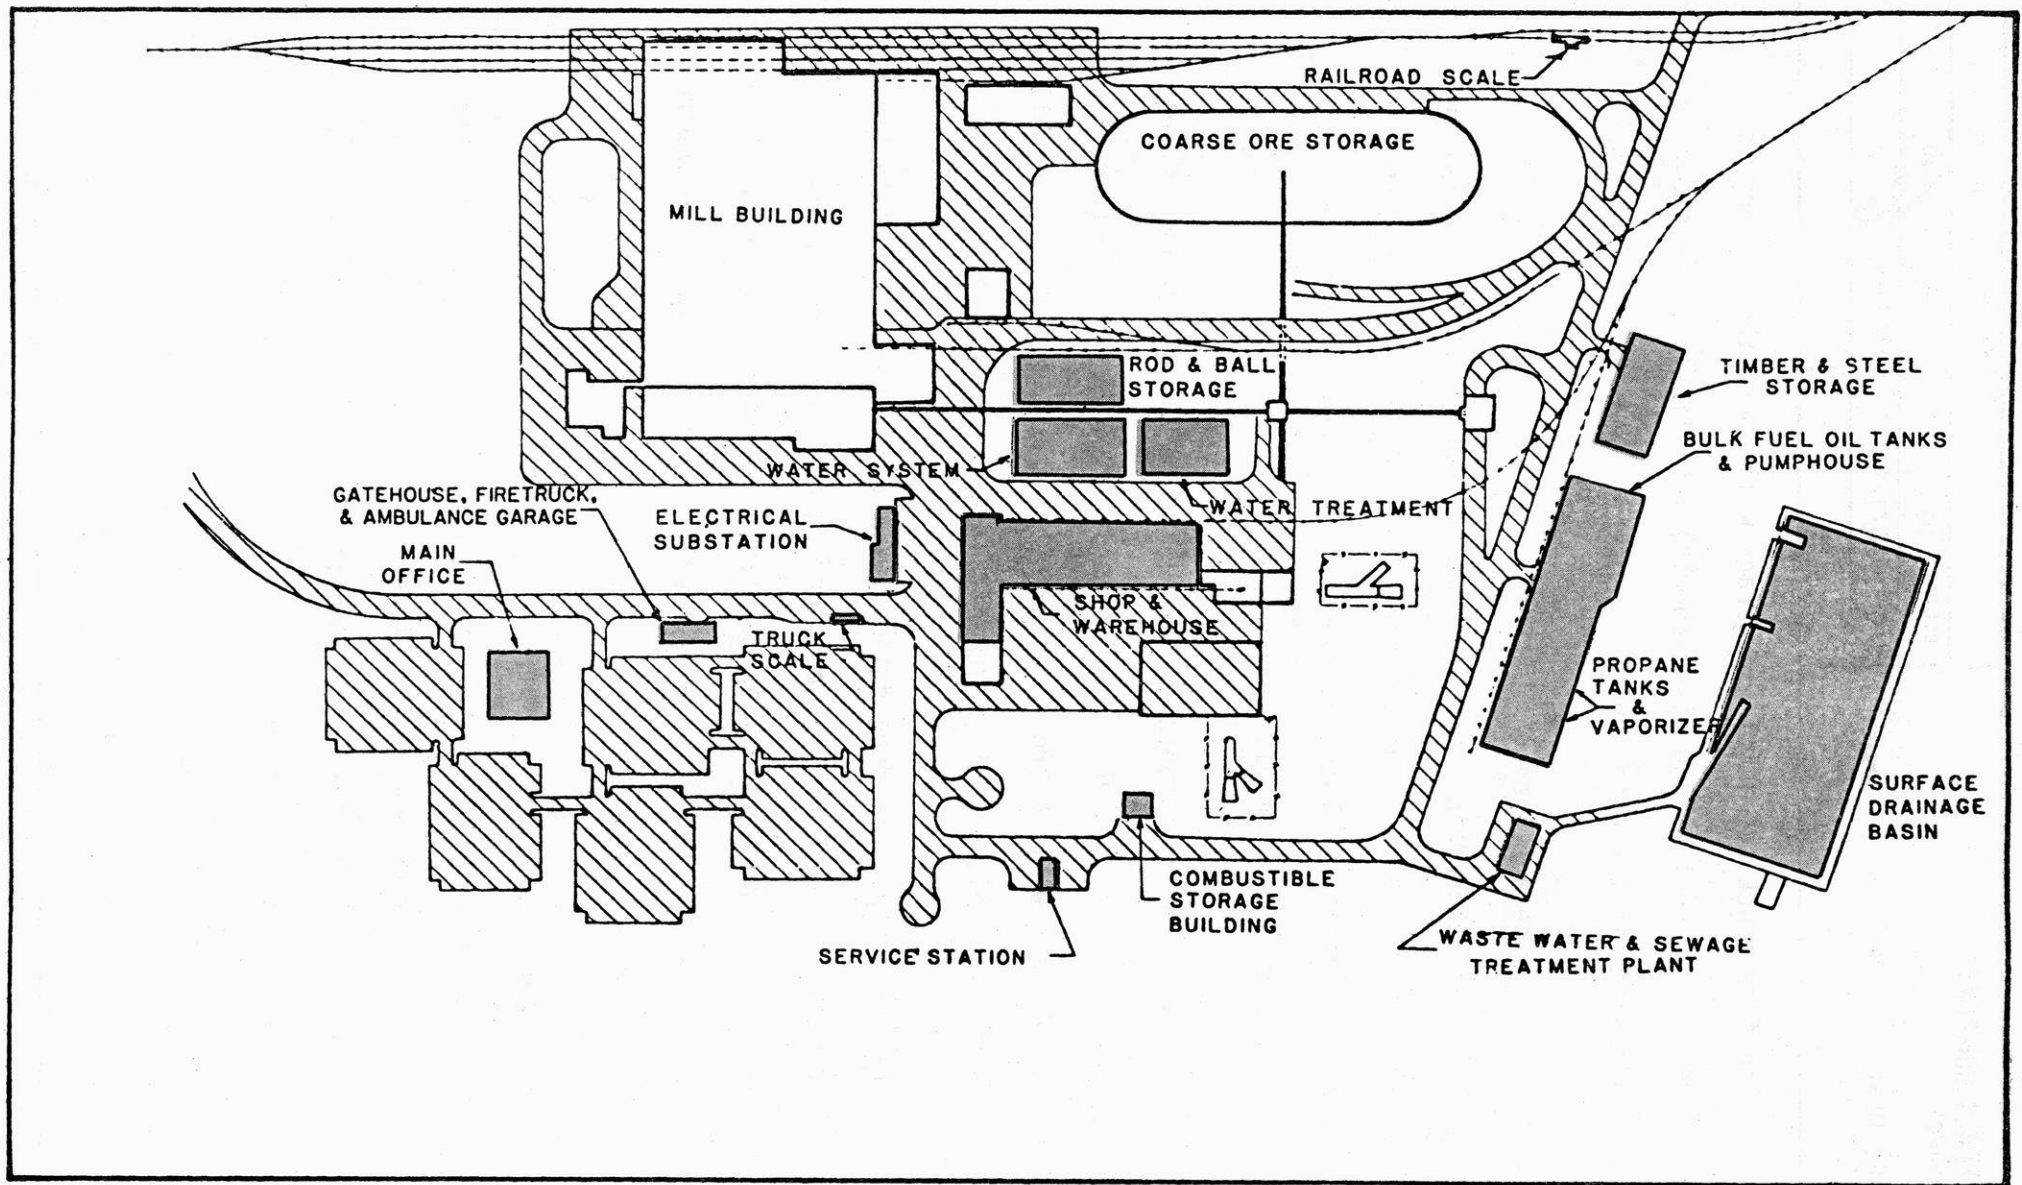 RAILROAD SCALE
COARSE ORE STORAGE
MILL BUILDING
ROD & BALL
STORAGE
TIMBER & STEEL
STORAGE
BULK FUEL OIL TANKS
& PUMPHOUSE
WATER SYSTEM
WATER TREATMENT
GATEHOUSE, FIRETRUCK,
& AMBULANCE GARAGE
ELECTRICAL
SUBSTATION
MAIN
OFFICE
SHOP &
WAREHOUSE
TRUCK
SCALE
PROPANE
TANKS
&
VAPORIZER
SURFACE
DRAINAGE
BASIN
COMBUSTIBLE
STORAGE
BUILDING
SERVICE STATION
WASTE WATER & SEWAGE
TREATMENT PLANT